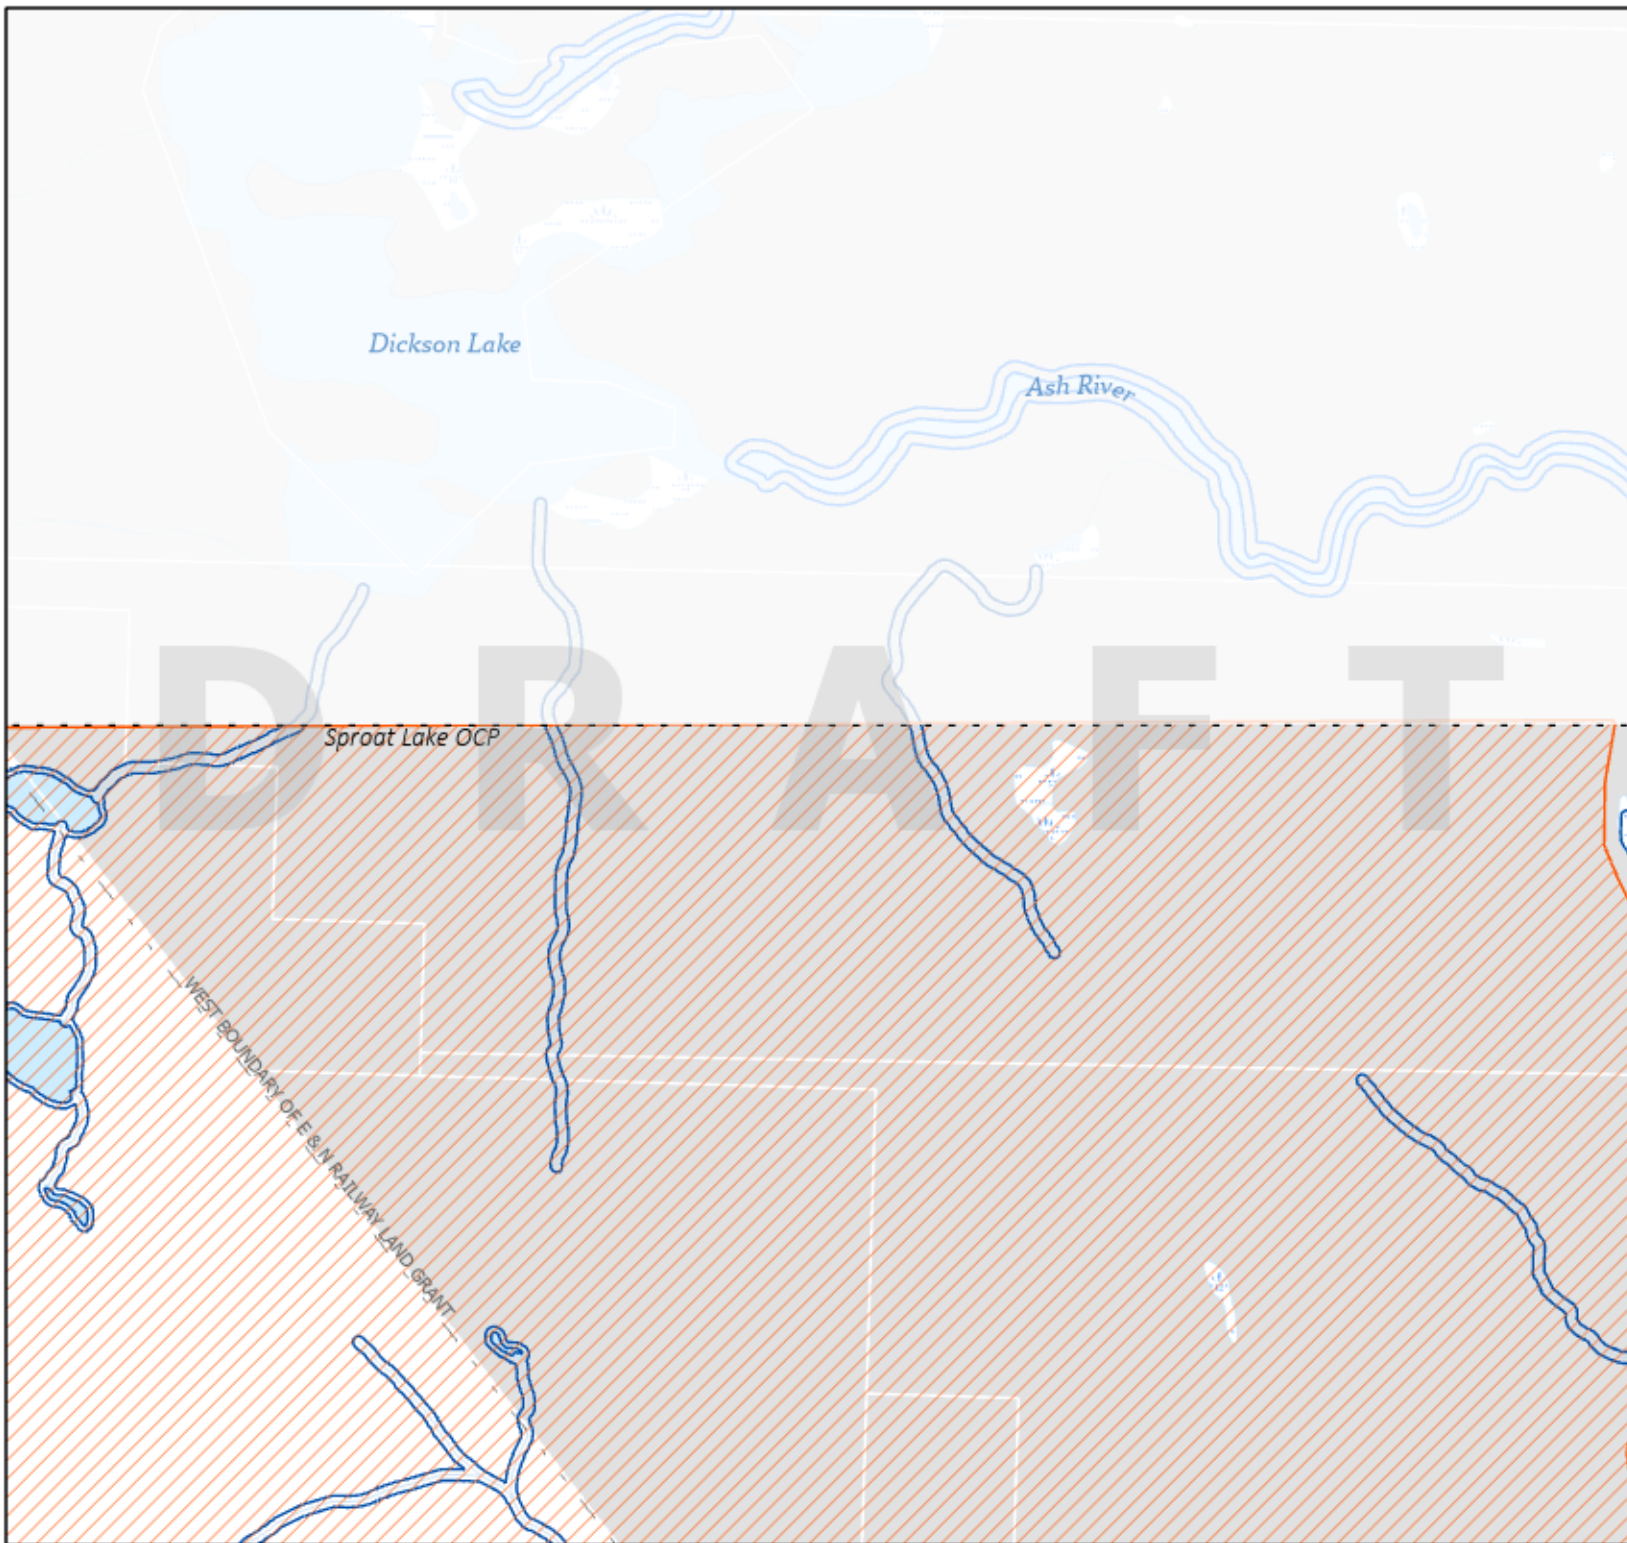 Dickson Lake
Ash River
DRAFT
Sproat Lake OCP
WEST BOUNDARY OF E & N RAILWAY LAND GRANT